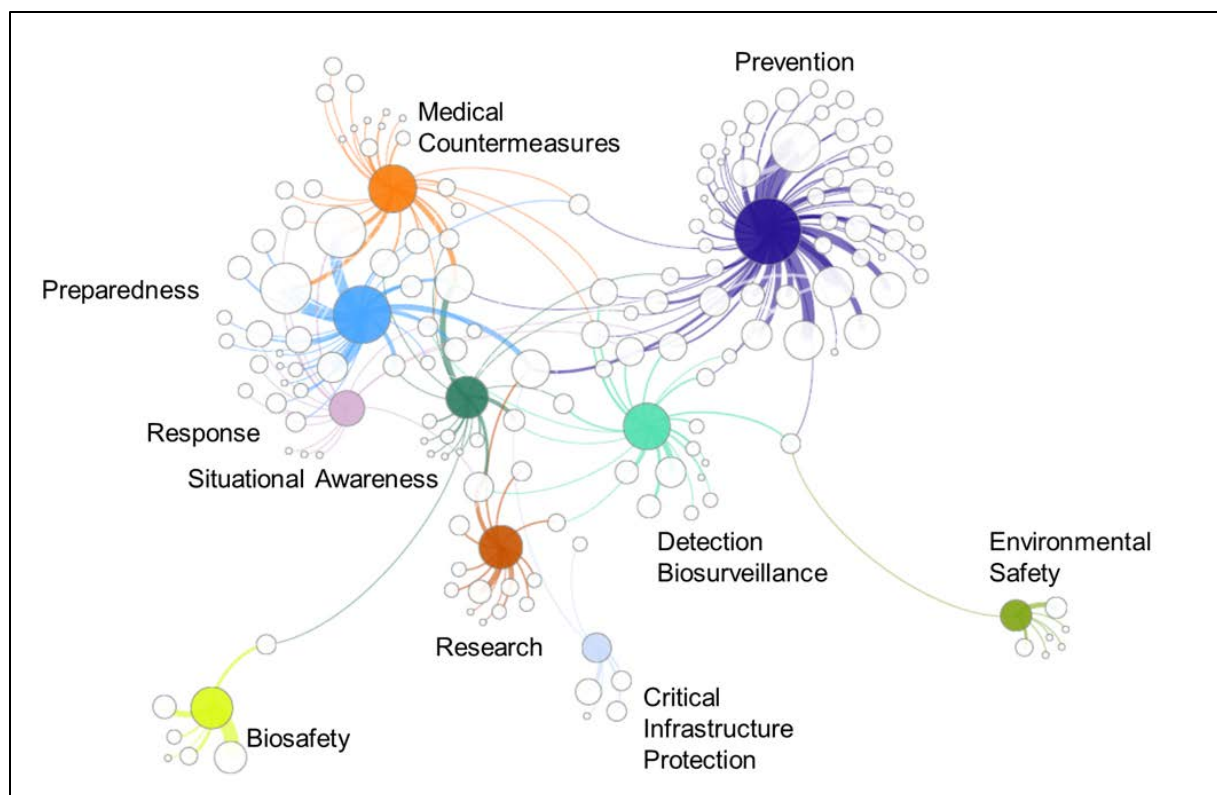 Prevention
Medical
Countermeasures
Preparedness
Response
Situational Awareness
Detection
Biosurveillance
Environmental
Safety
Research
Critical
Infrastructure
Protection
Biosafety